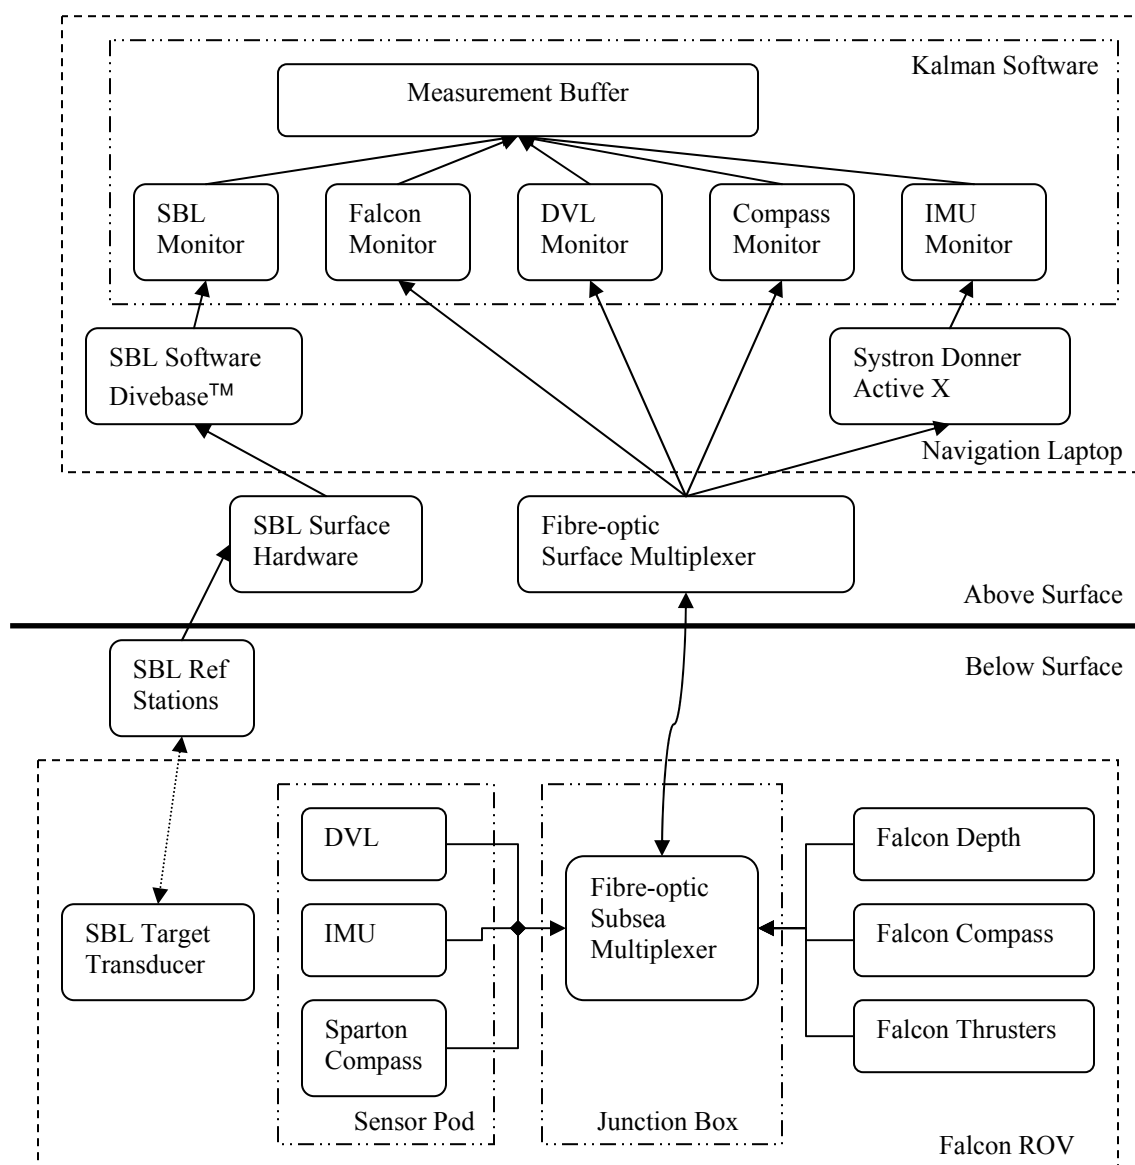 Kalman Software
Measurement Buffer
SBL
Monitor
Falcon
Monitor
DVL
Monitor
Compass
Monitor
IMU
Monitor
SBL Software
Divebase™
Systron Donner
Active X
Navigation Laptop
SBL Surface
Hardware
Fibre-optic
Surface Multiplexer
Above Surface
SBL Ref
Stations
Below Surface
DVL
IMU
Sparton
Compass
Sensor Pod
SBL Target
Transducer
Fibre-optic
Subsea
Multiplexer
Junction Box
Falcon Depth
Falcon Compass
Falcon Thrusters
Falcon ROV